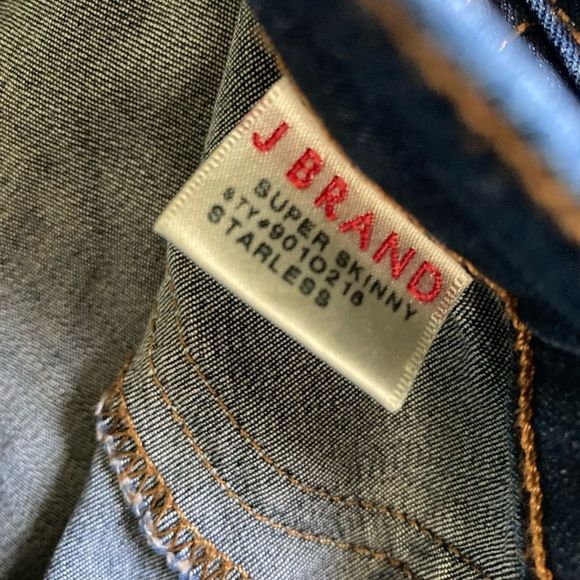 J BRAND
SUPER SKINNY
STY#9010216
STARLESS